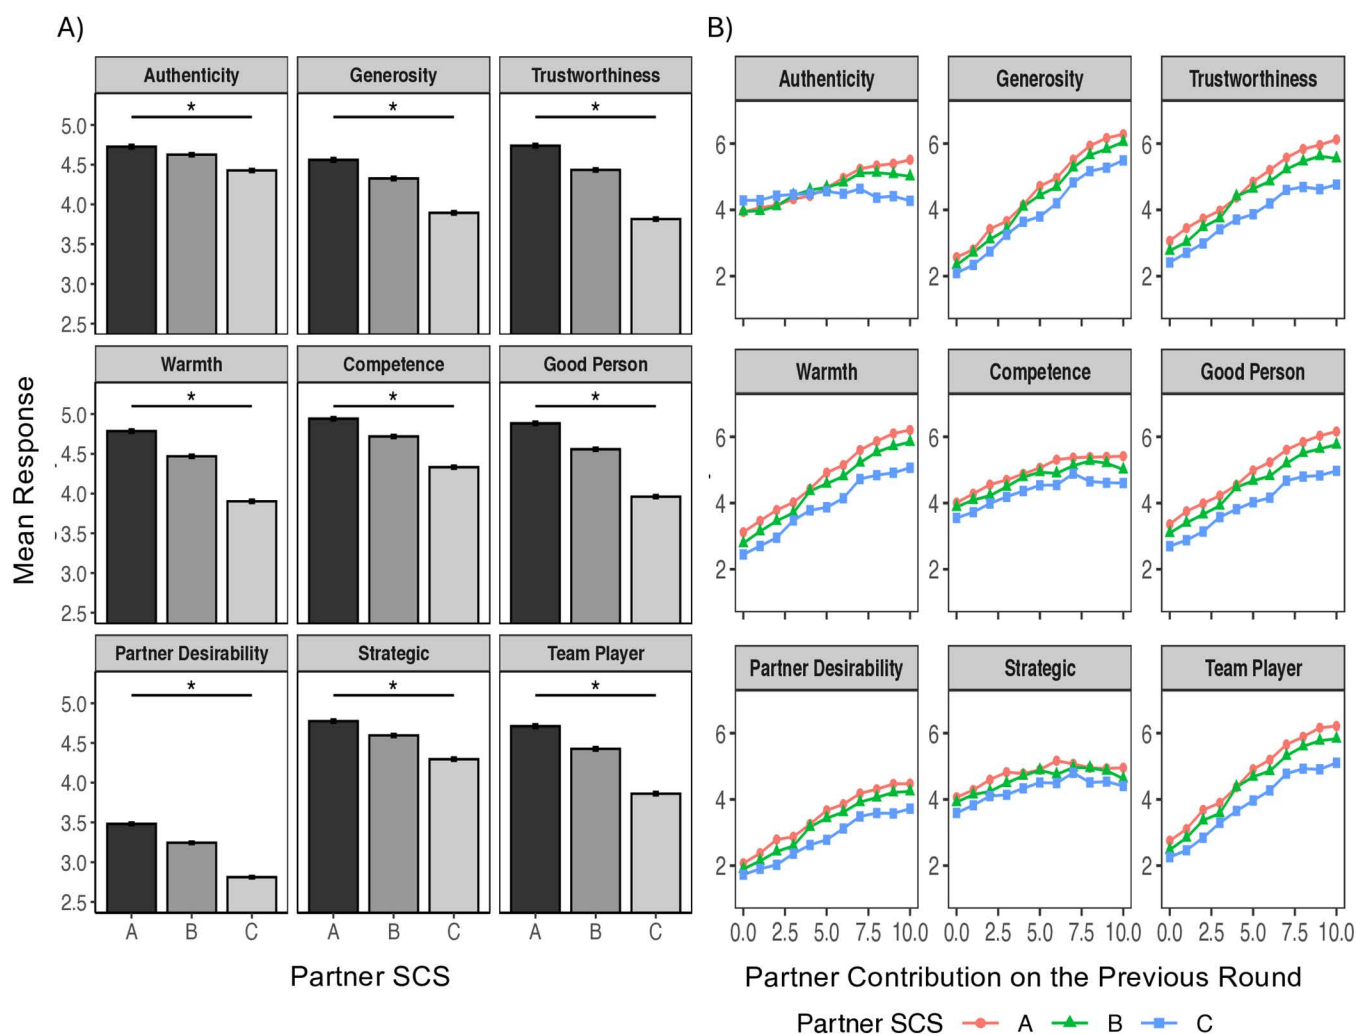 A)
Authenticity Generosity Trustworthiness
* * *
5.0
4.5
4.0
3.5
3.0
2.5
Warmth Competence Good Person
* * *
5.0
4.5
4.0
3.5
3.0
2.5
Partner Desirability Strategic Team Player
* * *
5.0
4.5
4.0
3.5
3.0
2.5
A B C A B C A B C
Mean Response
Partner SCS
B)
Authenticity Generosity Trustworthiness
6 6 6
4 4 4
2 2 2
Warmth Competence Good Person
6 6 6
4 4 4
2 2 2
Partner Desirability Strategic Team Player
6 6 6
4 4 4
2 2 2
0.0 2.5 5.0 7.5 10.0 0.0 2.5 5.0 7.5 10.0 0.0 2.5 5.0 7.5 10.0
Partner Contribution on the Previous Round
Partner SCS A B C